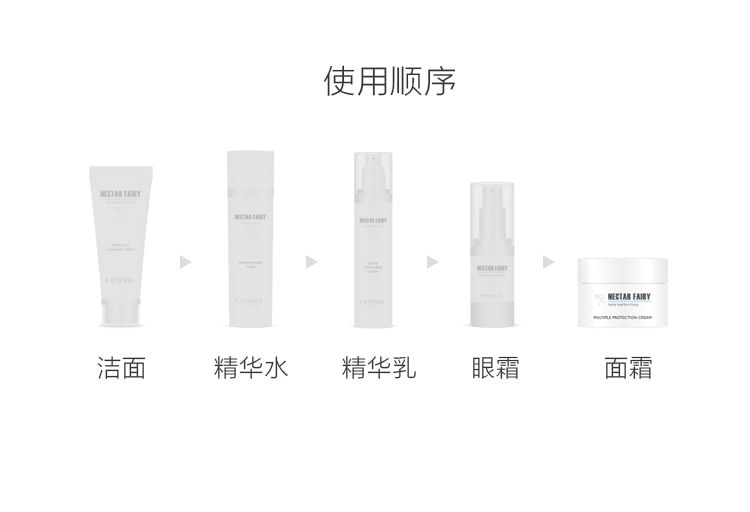 使用顺序
NECTAR FAIRY
NECTAR FAIRY
NECTAR FAIRY
NECTAR FAIRY
NECTAR FAIRY
MULTIPLE PROTECTION CREAM
洁面
精华水
精华乳
眼霜
面霜